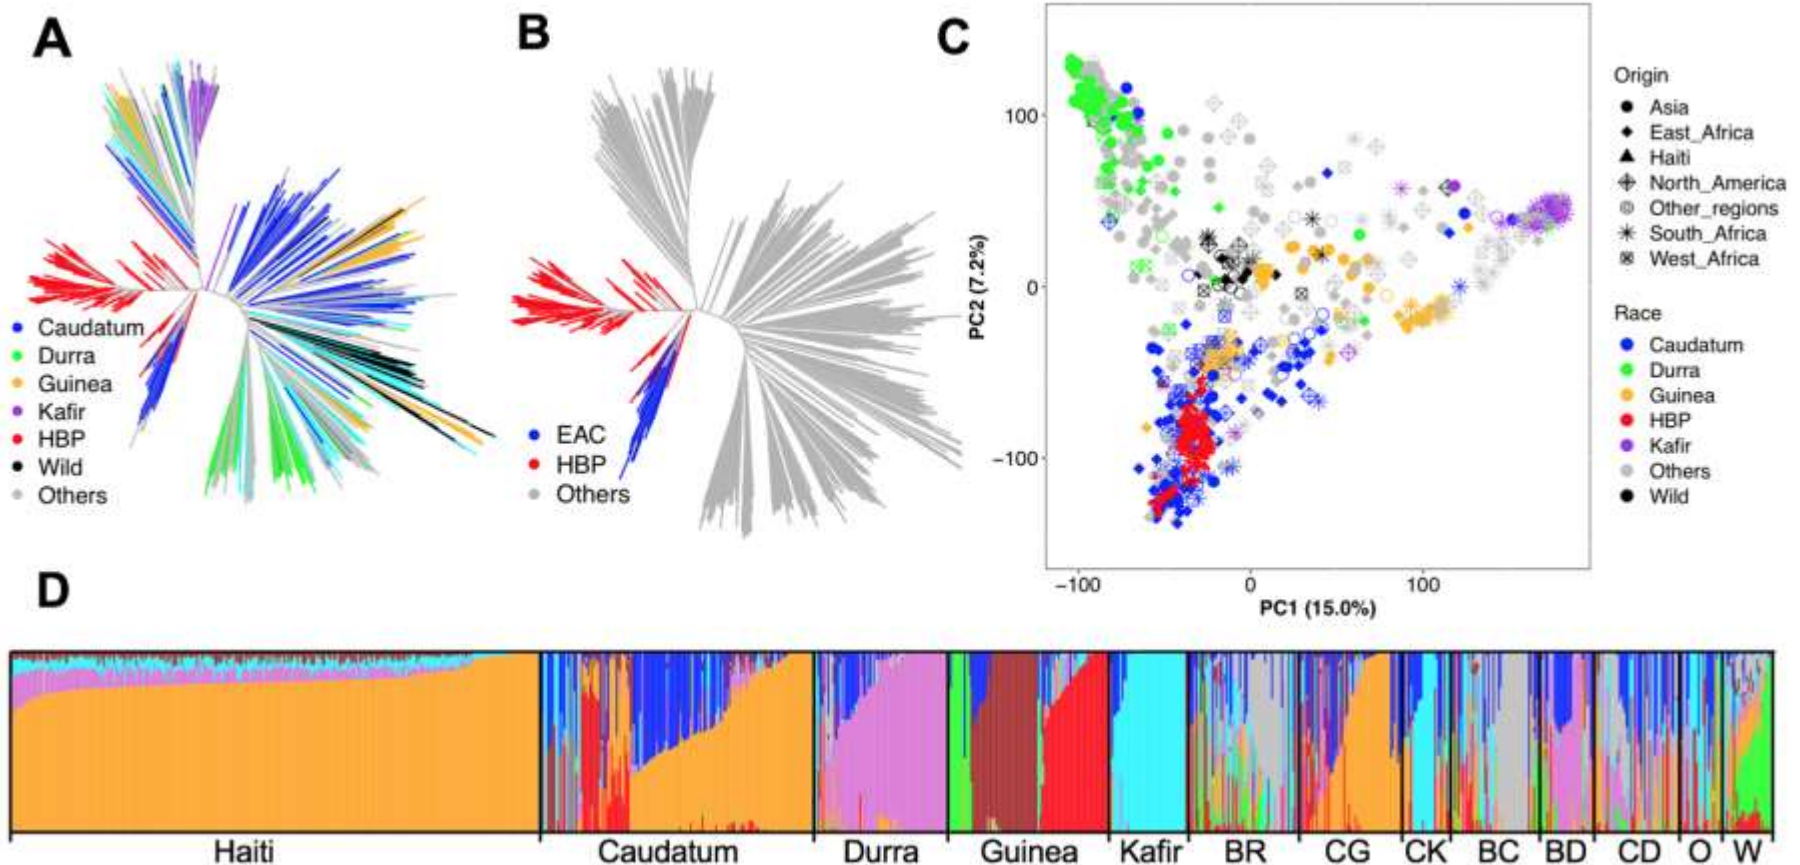 A
Caudatum
Durra
Guinea
Kafir
HBP
Wild
Others
B
EAC
HBP
Others
C
100
0
−100
PC2 (7.2%)
−100
0
100
PC1 (15.0%)
Origin
Asia
East_Africa
Haiti
North_America
Other_regions
South_Africa
West_Africa
Race
Caudatum
Durra
Guinea
HBP
Kafir
Others
Wild
D
Haiti Caudatum Durra Guinea Kafir BR CG CK BC BD CD O W